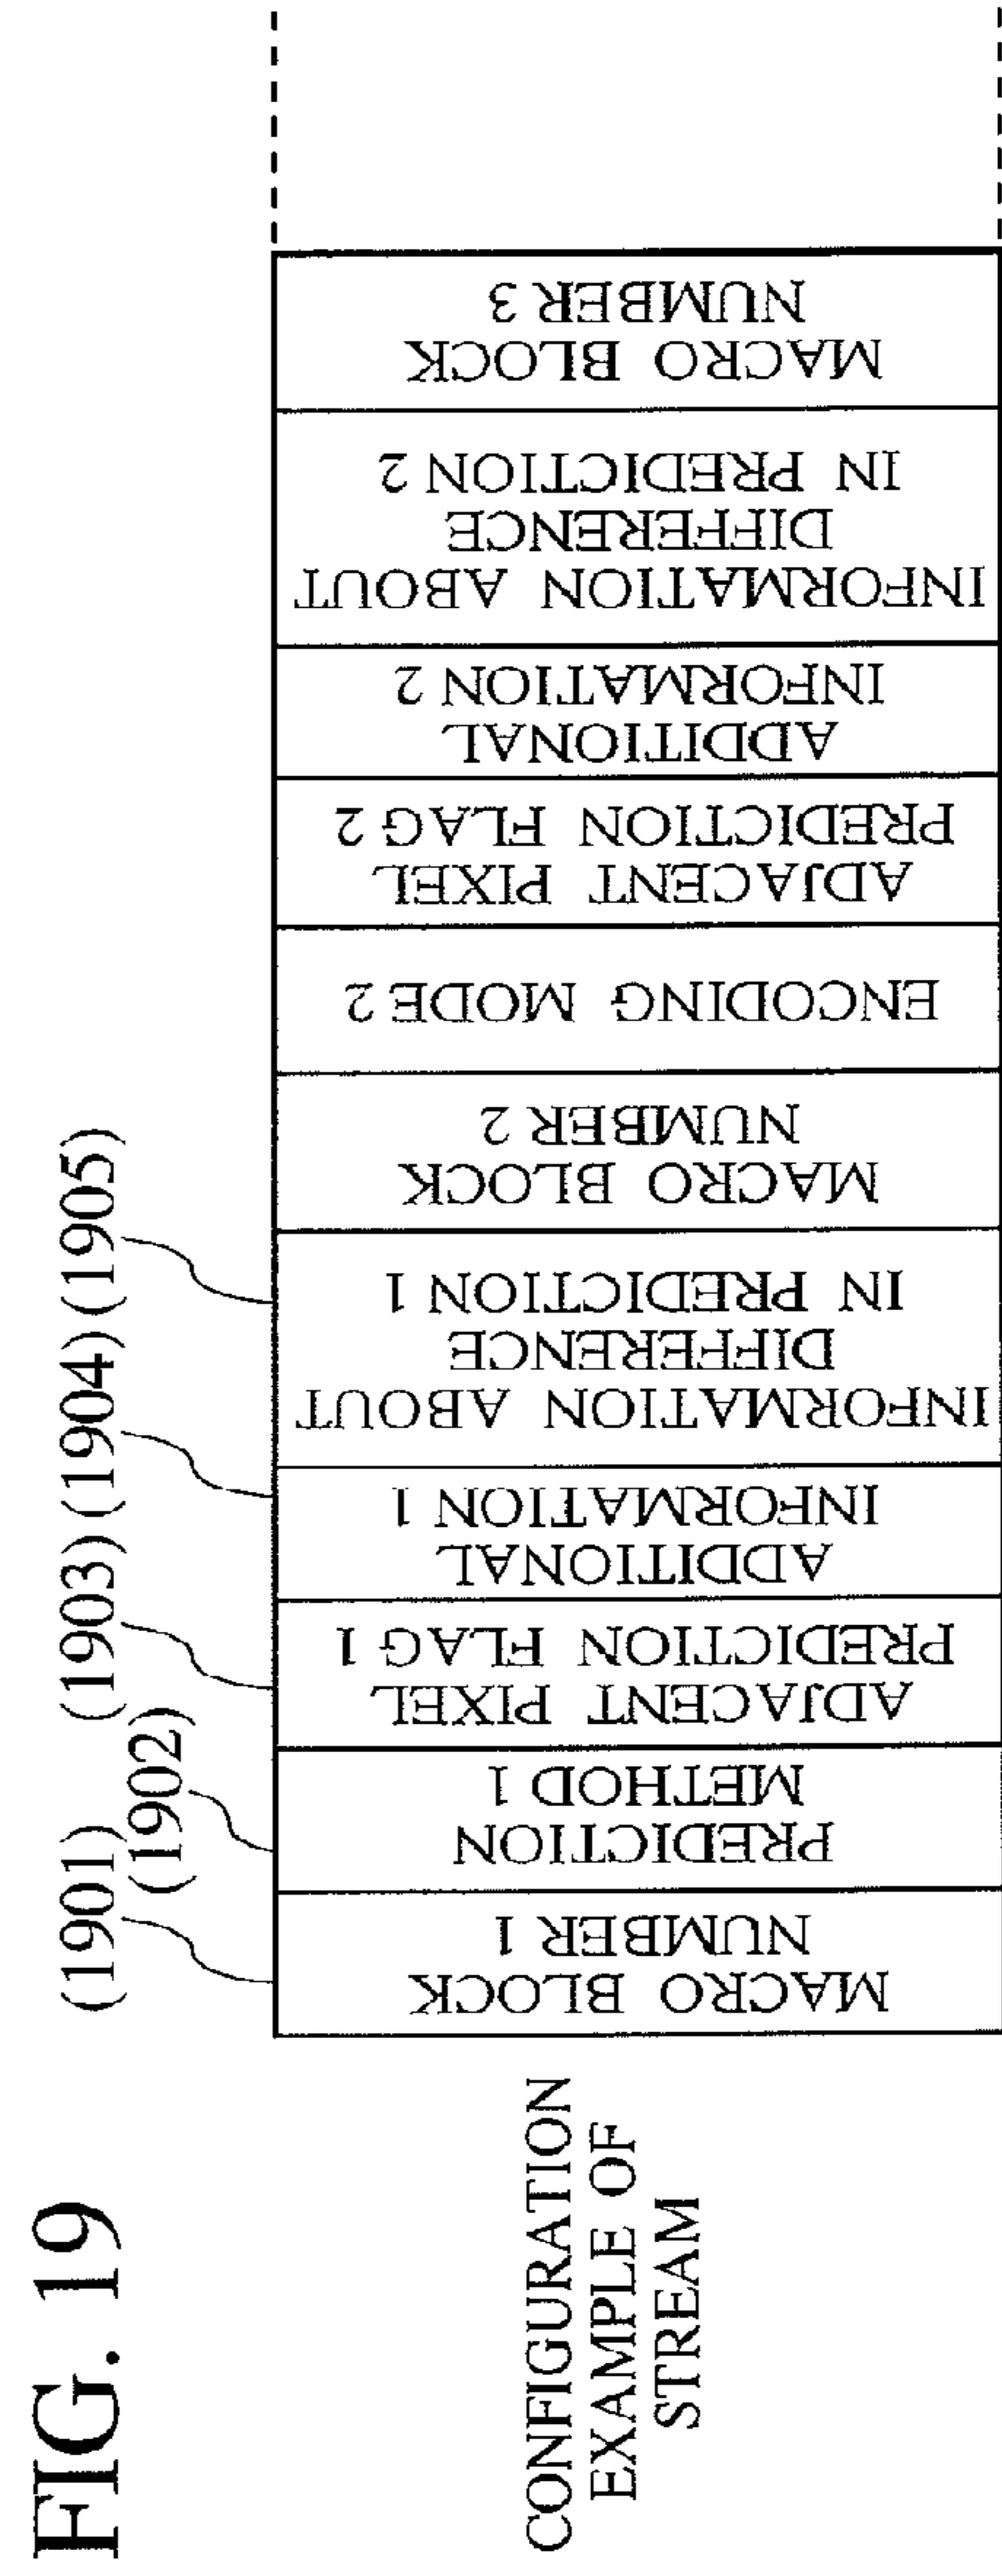 FIG. 19
(1901)
(1902)
(1903)
(1904)
(1905)
CONFIGURATION
EXAMPLE OF
STREAM
MACRO BLOCK
NUMBER 1
PREDICTION
METHOD 1
ADJACENT PIXEL
PREDICTION FLAG 1
ADDITIONAL
INFORMATION 1
INFORMATION ABOUT
DIFFERENCE
IN PREDICTION 1
MACRO BLOCK
NUMBER 2
ENCODING MODE 2
ADJACENT PIXEL
PREDICTION FLAG 2
ADDITIONAL
INFORMATION 2
INFORMATION ABOUT
DIFFERENCE
IN PREDICTION 2
MACRO BLOCK
NUMBER 3